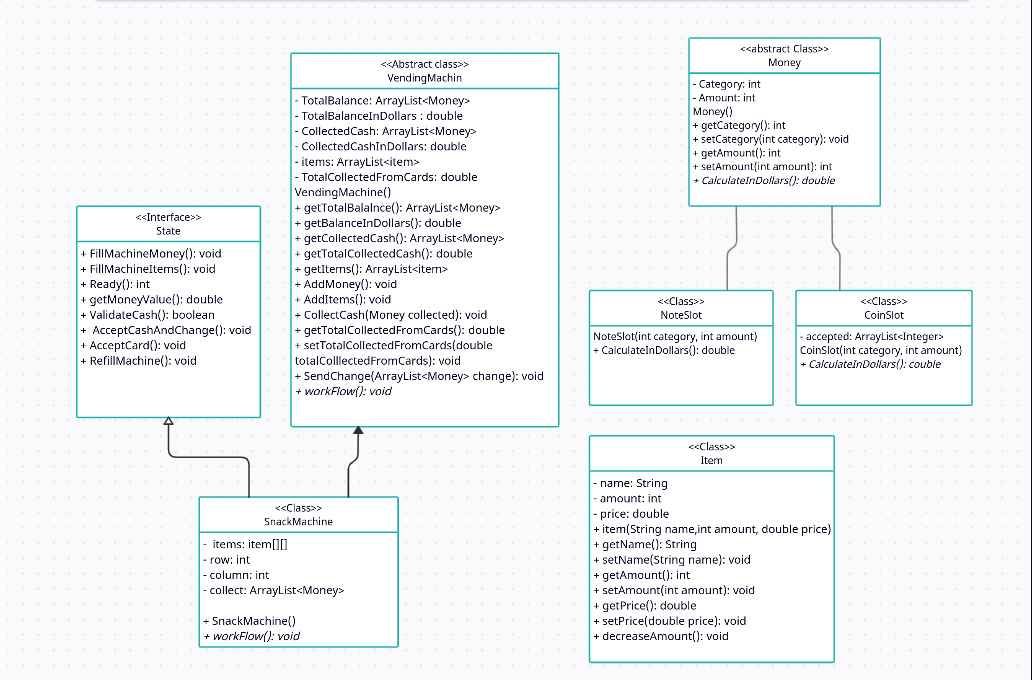 <<Interface>>
State
+ FillMachineMoney(): void
+ FillMachineItems(): void
+ Ready(): int
+ getMoneyValue(): double
+ ValidateCash(): boolean
+  AcceptCashAndChange(): void
+ AcceptCard(): void
+ RefillMachine(): void
<<Abstract class>>
VendingMachin
- TotalBalance: ArrayList<Money>
- TotalBalanceInDollars : double
- CollectedCash: ArrayList<Money>
- CollectedCashInDollars: double
- items: ArrayList<item>
- TotalCollectedFromCards: double
VendingMachine()
+ getTotalBalalnce(): ArrayList<Money>
+ getBalanceInDollars(): double
+ getCollectedCash(): ArrayList<Money>
+ getTotalCollectedCash(): double
+ getItems(): ArrayList<item>
+ AddMoney(): void
+ AddItems(): void
+ CollectCash(Money collected): void
+ getTotalCollectedFromCards(): double
+ setTotalCollectedFromCards(double
totalColllectedFromCards): void
+ SendChange(ArrayList<Money> change): void
+ workFlow(): void
<<abstract Class>>
Money
- Category: int
- Amount: int
Money()
+ getCategory(): int
+ setCategory(int category): void
+ getAmount(): int
+ setAmount(int amount): int
+ CalculateInDollars(): double
<<Class>>
NoteSlot
NoteSlot(int category, int amount)
+ CalculateInDollars(): double
<<Class>>
CoinSlot
- accepted: ArrayList<Integer>
CoinSlot(int category, int amount)
+ CalculateInDollars(): couble
<<Class>>
SnackMachine
-  items: item[][]
- row: int
- column: int
- collect: ArrayList<Money>
+ SnackMachine()
+ workFlow(): void
<<Class>>
Item
- name: String
- amount: int
- price: double
+ item(String name,int amount, double price)
+ getName(): String
+ setName(String name): void
+ getAmount(): int
+ setAmount(int amount): void
+ getPrice(): double
+ setPrice(double price): void
+ decreaseAmount(): void